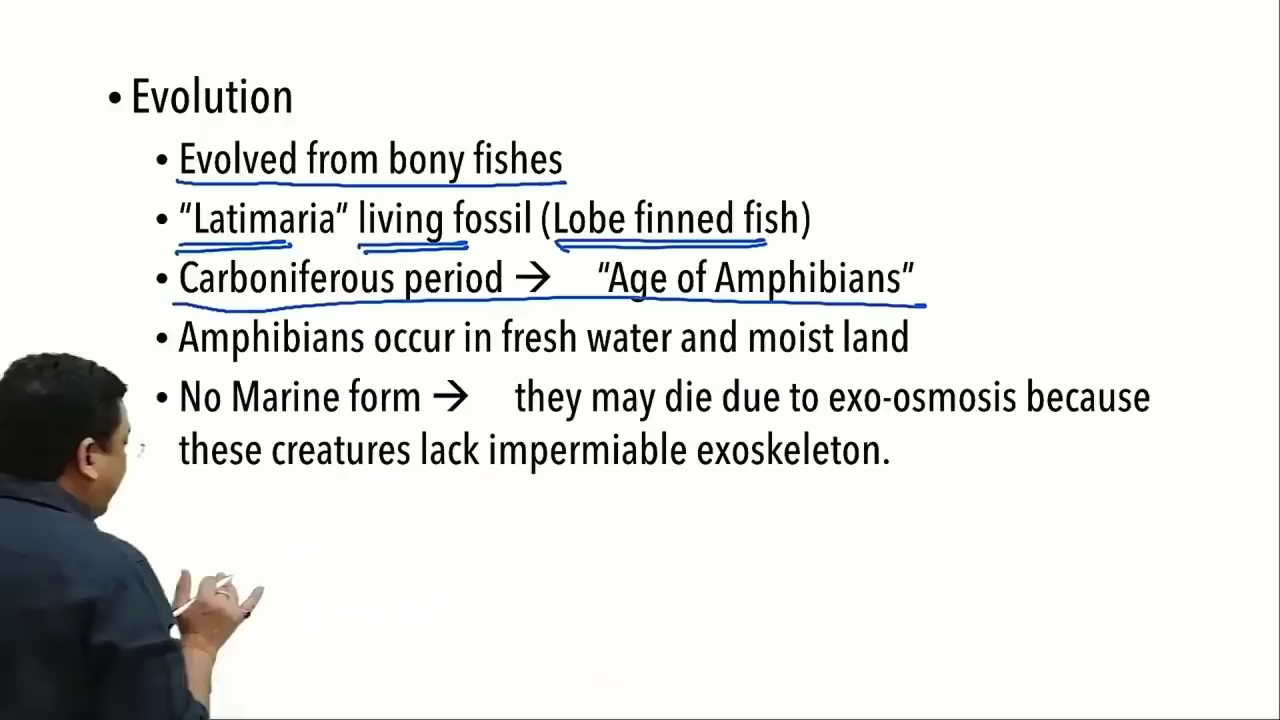 • Evolution
• Evolved from bony fishes
• “Latimaria” living fossil (Lobe finned fish)
• Carboniferous period → “Age of Amphibians”
• Amphibians occur in fresh water and moist land
• No Marine form → they may die due to exo-osmosis because
these creatures lack impermiable exoskeleton.